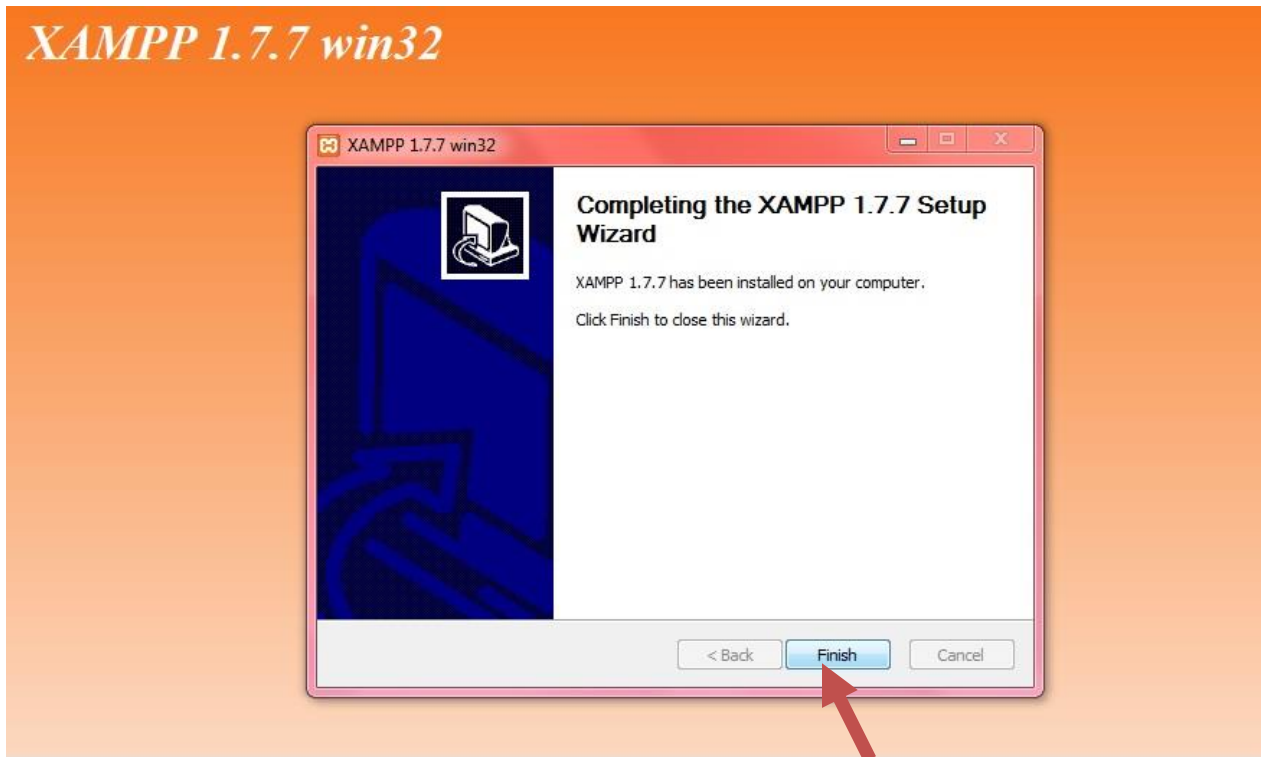 XAMPP 1.7.7 win32
XAMPP 1.7.7 win32
Completing the XAMPP 1.7.7 Setup
Wizard
XAMPP 1.7.7 has been installed on your computer.
Click Finish to close this wizard.
< Back Finish Cancel